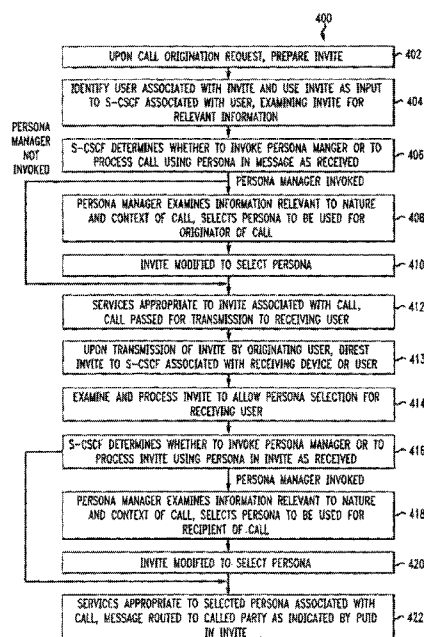 400
UPON CALL ORIGINATION REQUEST, PREPARE INVITE
402
IDENTIFY USER ASSOCIATED WITH INVITE AND USE INVITE AS INPUT
TO S-CSCF ASSOCIATED WITH USER, EXAMINING INVITE FOR
RELEVANT INFORMATION
404
PERSONA
MANAGER
NOT
INVOKED
S-CSCF DETERMINES WHETHER TO INVOKE PERSONA MANGER OR TO
PROCESS CALL USING PERSONA IN MESSAGE AS RECEIVED
406
PERSONA MANAGER INVOKED
PERSONA MANAGER EXAMINES INFORMATION RELEVANT TO NATURE
AND CONTEXT OF CALL, SELECTS PERSONA TO BE USED FOR
ORIGINATOR OF CALL
408
INVITE MODIFIED TO SELECT PERSONA
410
SERVICES APPROPRIATE TO INVITE ASSOCIATED WITH CALL,
CALL PASSED FOR TRANSMISSION TO RECEIVING USER
412
UPON TRANSMISSION OF INVITE BY ORIGINATING USER, DIREST
INVITE TO S-CSCF ASSOCIATED WITH RECEIVING DEVICE OR USER
413
EXAMINE AND PROCESS INVITE TO ALLOW PERSONA SELECTION FOR
RECEIVING USER
414
S-CSCF DETERMINES WHETHER TO INVOKE PERSONA MANAGER OR TO
PROCESS INVITE USING PERSONA IN INVITE AS RECEIVED
416
PERSONA MANAGER INVOKED
PERSONA MANAGER EXAMINES INFORMATION RELEVANT TO NATURE
AND CONTEXT OF CALL, SELECTS PERSONA TO BE USED FOR
RECIPIENT OF CALL
418
INVITE MODIFIED TO SELECT PERSONA
420
SERVICES APPROPRIATE TO SELECTED PERSONA ASSOCIATED WITH
CALL, MESSAGE ROUTED TO CALLED PARTY AS INDICATED BY PUID
IN INVITE
422